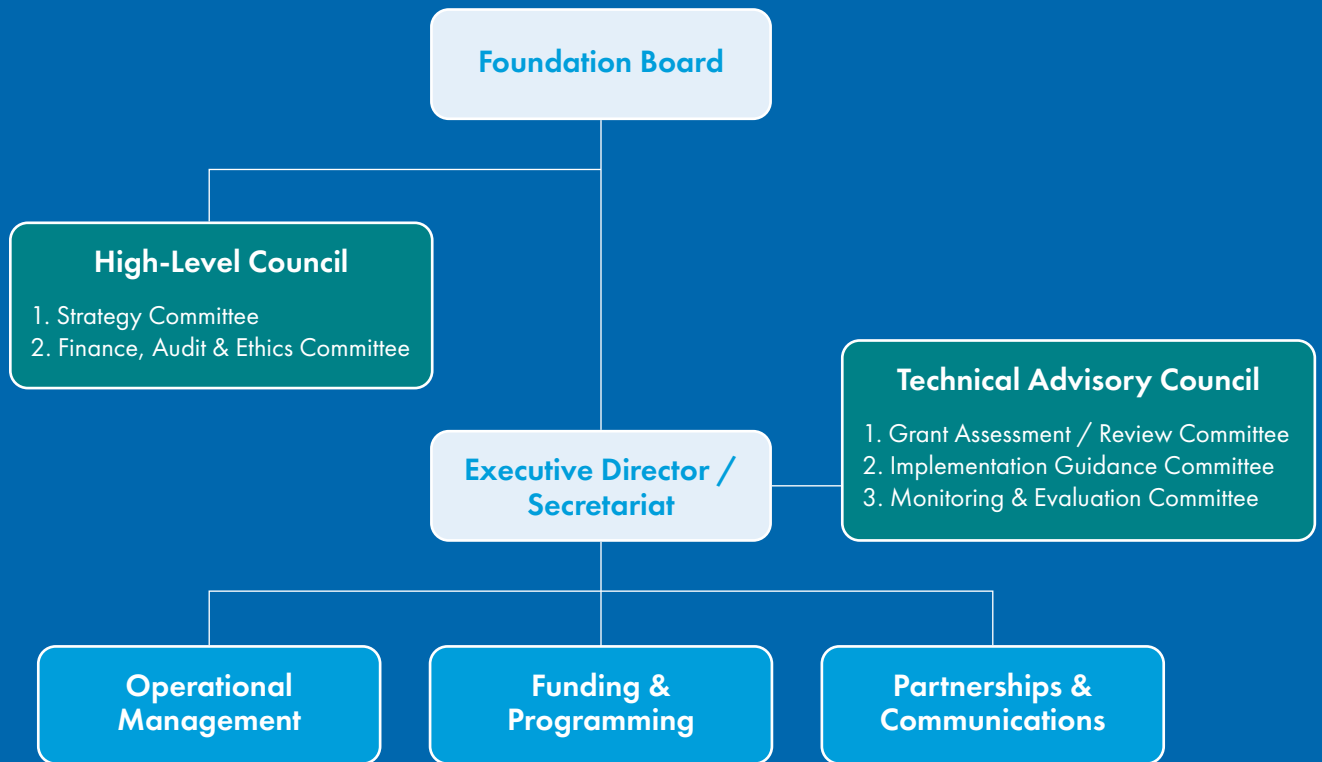 Foundation Board
High-Level Council
1. Strategy Committee
2. Finance, Audit & Ethics Committee
Technical Advisory Council
1. Grant Assessment / Review Committee
2. Implementation Guidance Committee
3. Monitoring & Evaluation Committee
Executive Director /
Secretariat
Operational
Management
Funding &
Programming
Partnerships &
Communications